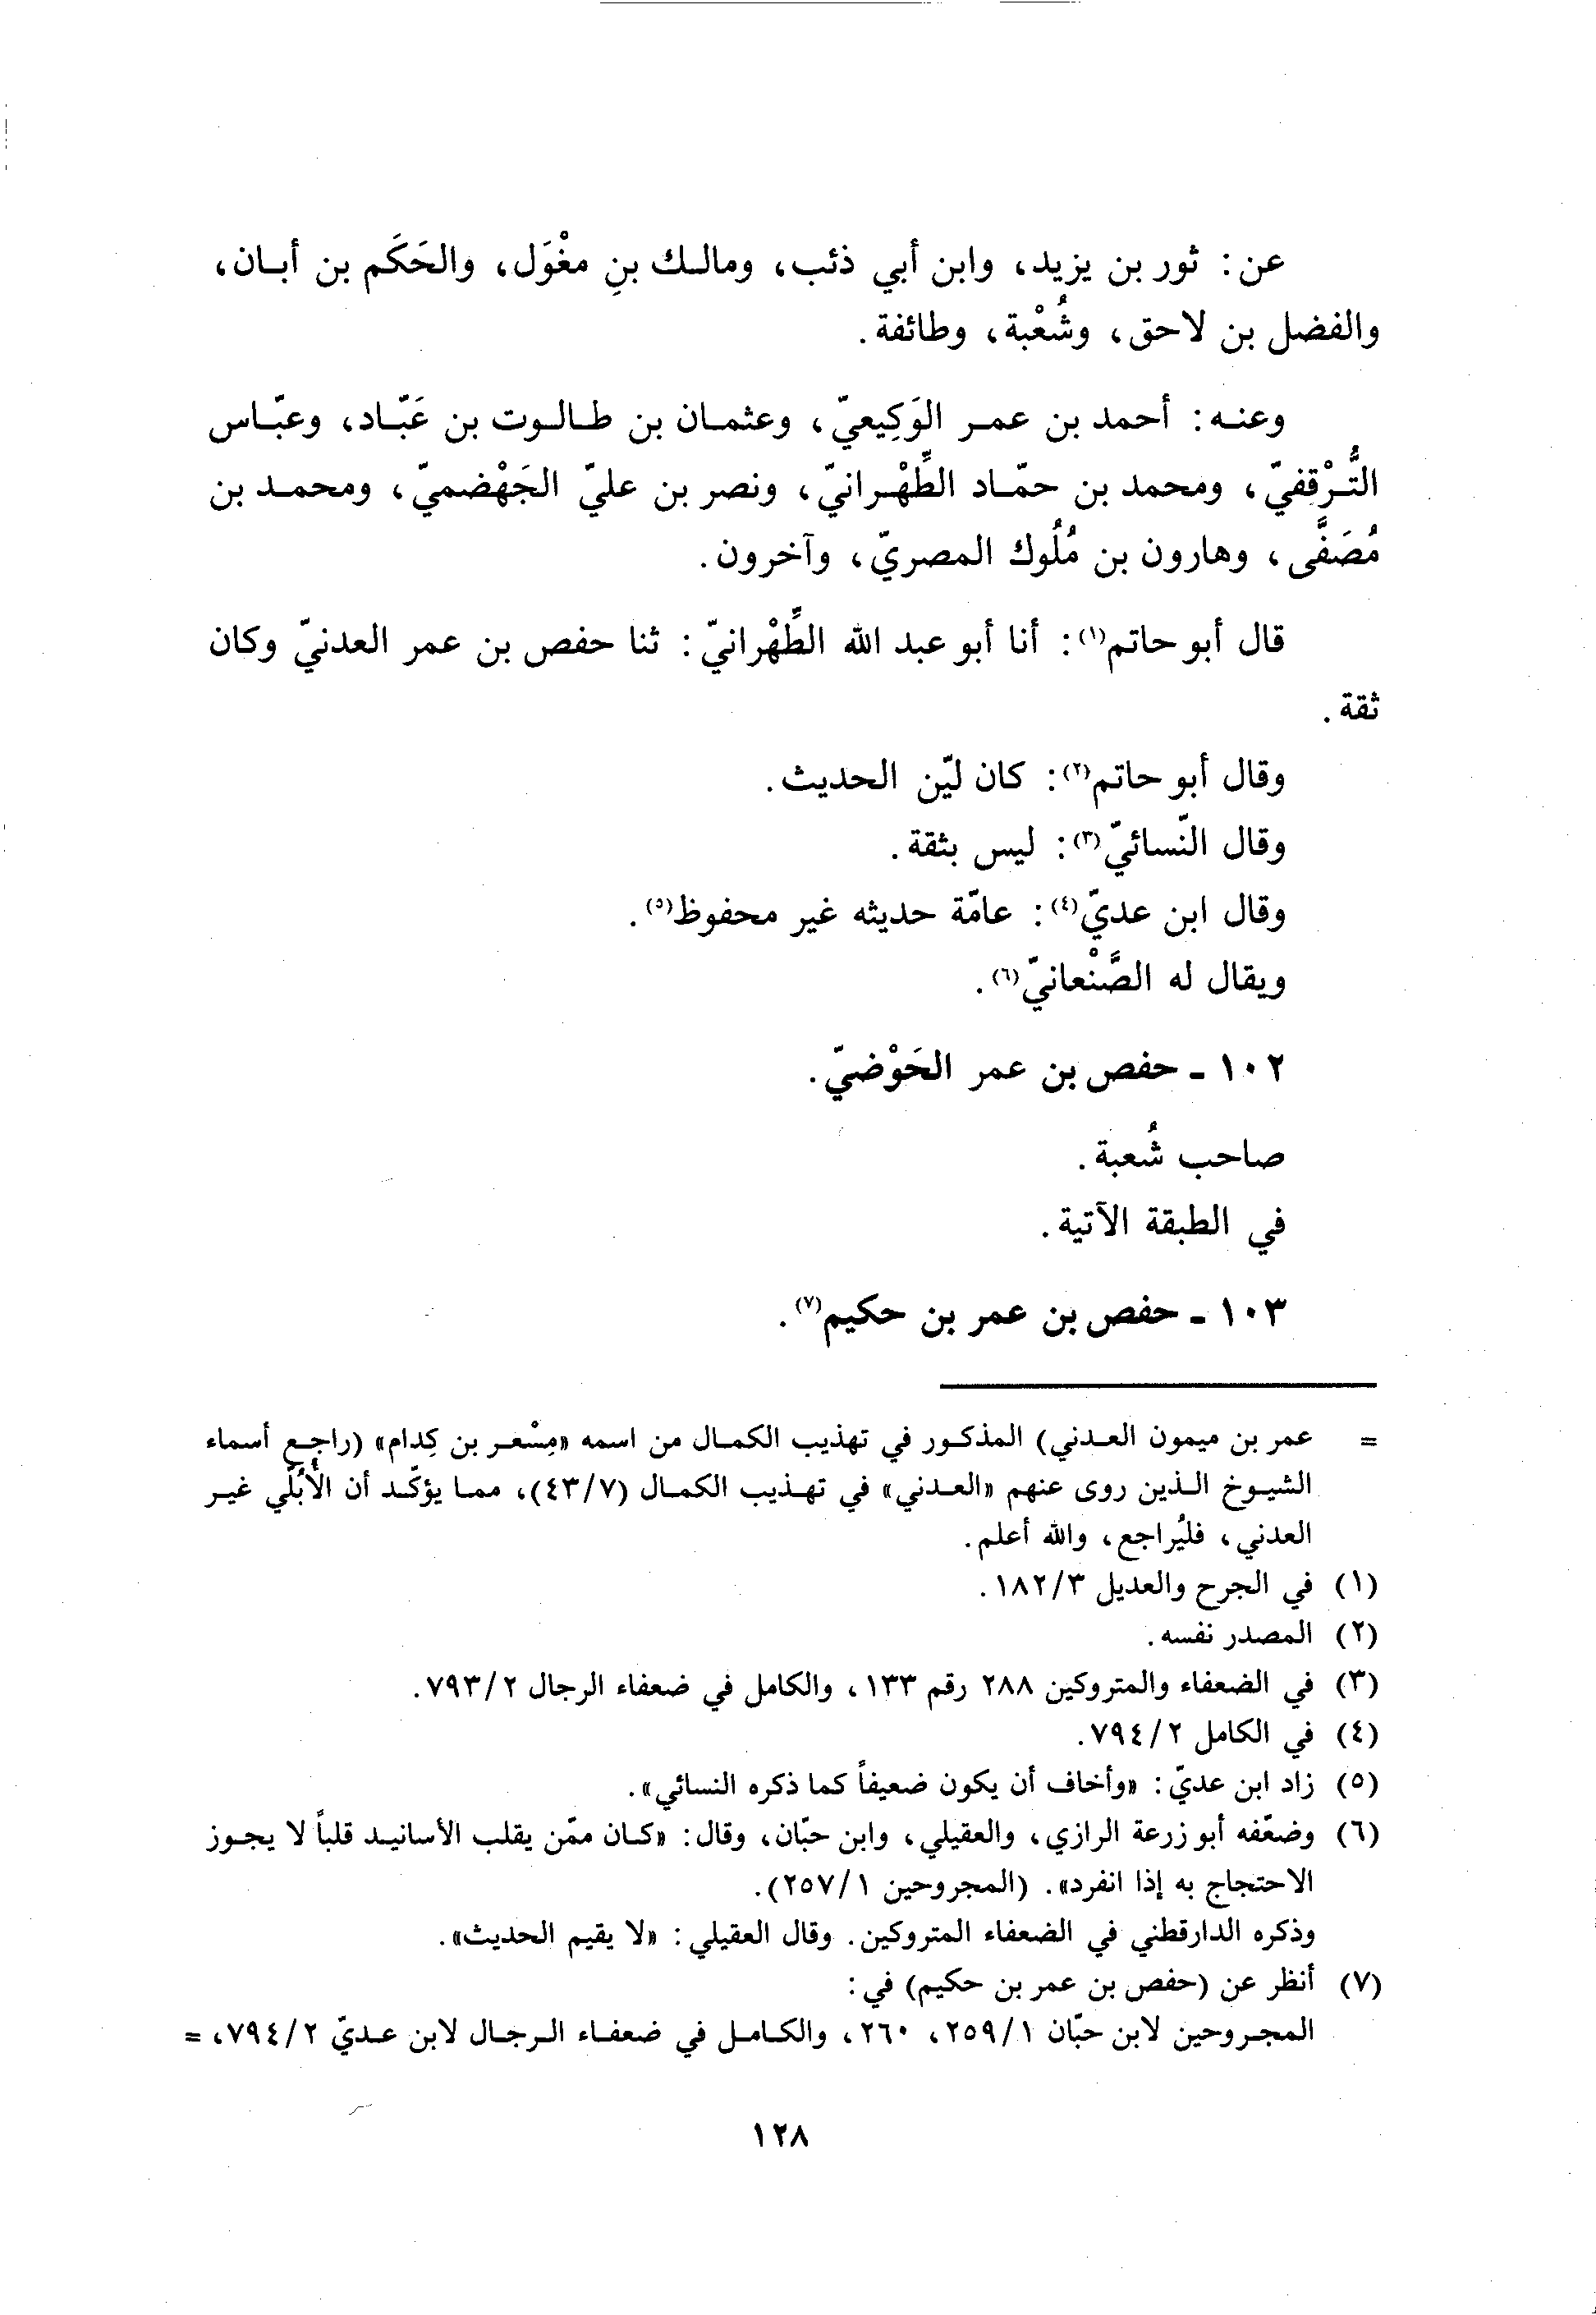 عن: ثور بن يزيد، وابن أبي ذئب، ومالك بنِ مغْوَل، والحَكَم بن أبان،
والفضل بن لاحق، وشُعْبة، وطائفة.
وعنه: أحمد بن عمر الوَكِيعيّ، وعثمان بن طالوت بن عَبّاد، وعبّاس
التُّرْقفيّ، ومحمد بن حمّاد الطِّهْرانيّ، ونصر بن عليّ الجَهْضميّ، ومحمد بن
مُصَفَّى، وهارون بن مُلُوك المصريّ، وآخرون.
قال أبو حاتم(١): أنا أبو عبد الله الطِّهْرانيّ: ثنا حفص بن عمر العدنيّ وكان
ثقة.
وقال أبو حاتم(٢): كان ليّن الحديث.
وقال النّسائيّ(٣): ليس بثقة.
وقال ابن عديّ(٤): عامّة حديثه غير محفوظ(٥).
ويقال له الصَّنْعانيّ(٦).
١٠٢ - حفص بن عمر الحَوْضيّ.
صاحب شُعبة.
في الطبقة الآتية.
١٠٣ - حفص بن عمر بن حكيم(٧).
= عمر بن ميمون العدني) المذكور في تهذيب الكمال من اسمه «مِسْعر بن كِدام» (راجع أسماء
الشيوخ الذين روى عنهم «العدني» في تهذيب الكمال (٤٣/٧)، مما يؤكّد أن الأُبُلّي غير
العدني، فليُراجع، والله أعلم.
(١) في الجرح والعديل ١٨٢/٣.
(٢) المصدر نفسه.
(٣) في الضعفاء والمتروكين ٢٨٨ رقم ١٣٣، والكامل في ضعفاء الرجال ٧٩٣/٢.
(٤) في الكامل ٧٩٤/٢.
(٥) زاد ابن عديّ: «وأخاف أن يكون ضعيفاً كما ذكره النسائي».
(٦) وضعّفه أبو زرعة الرازي، والعقيلي، وابن حبّان، وقال: «كان ممّن يقلب الأسانيد قلباً لا يجوز
الاحتجاج به إذا انفرد». (المجروحين ٢٥٧/١).
وذكره الدارقطني في الضعفاء المتروكين. وقال العقيلي: «لا يقيم الحديث».
(٧) أنظر عن (حفص بن عمر بن حكيم) في:
المجروحين لابن حبّان ٢٥٩/١، ٢٦٠، والكامل في ضعفاء الرجال لابن عديّ ٧٩٤/٢، =
١٢٨